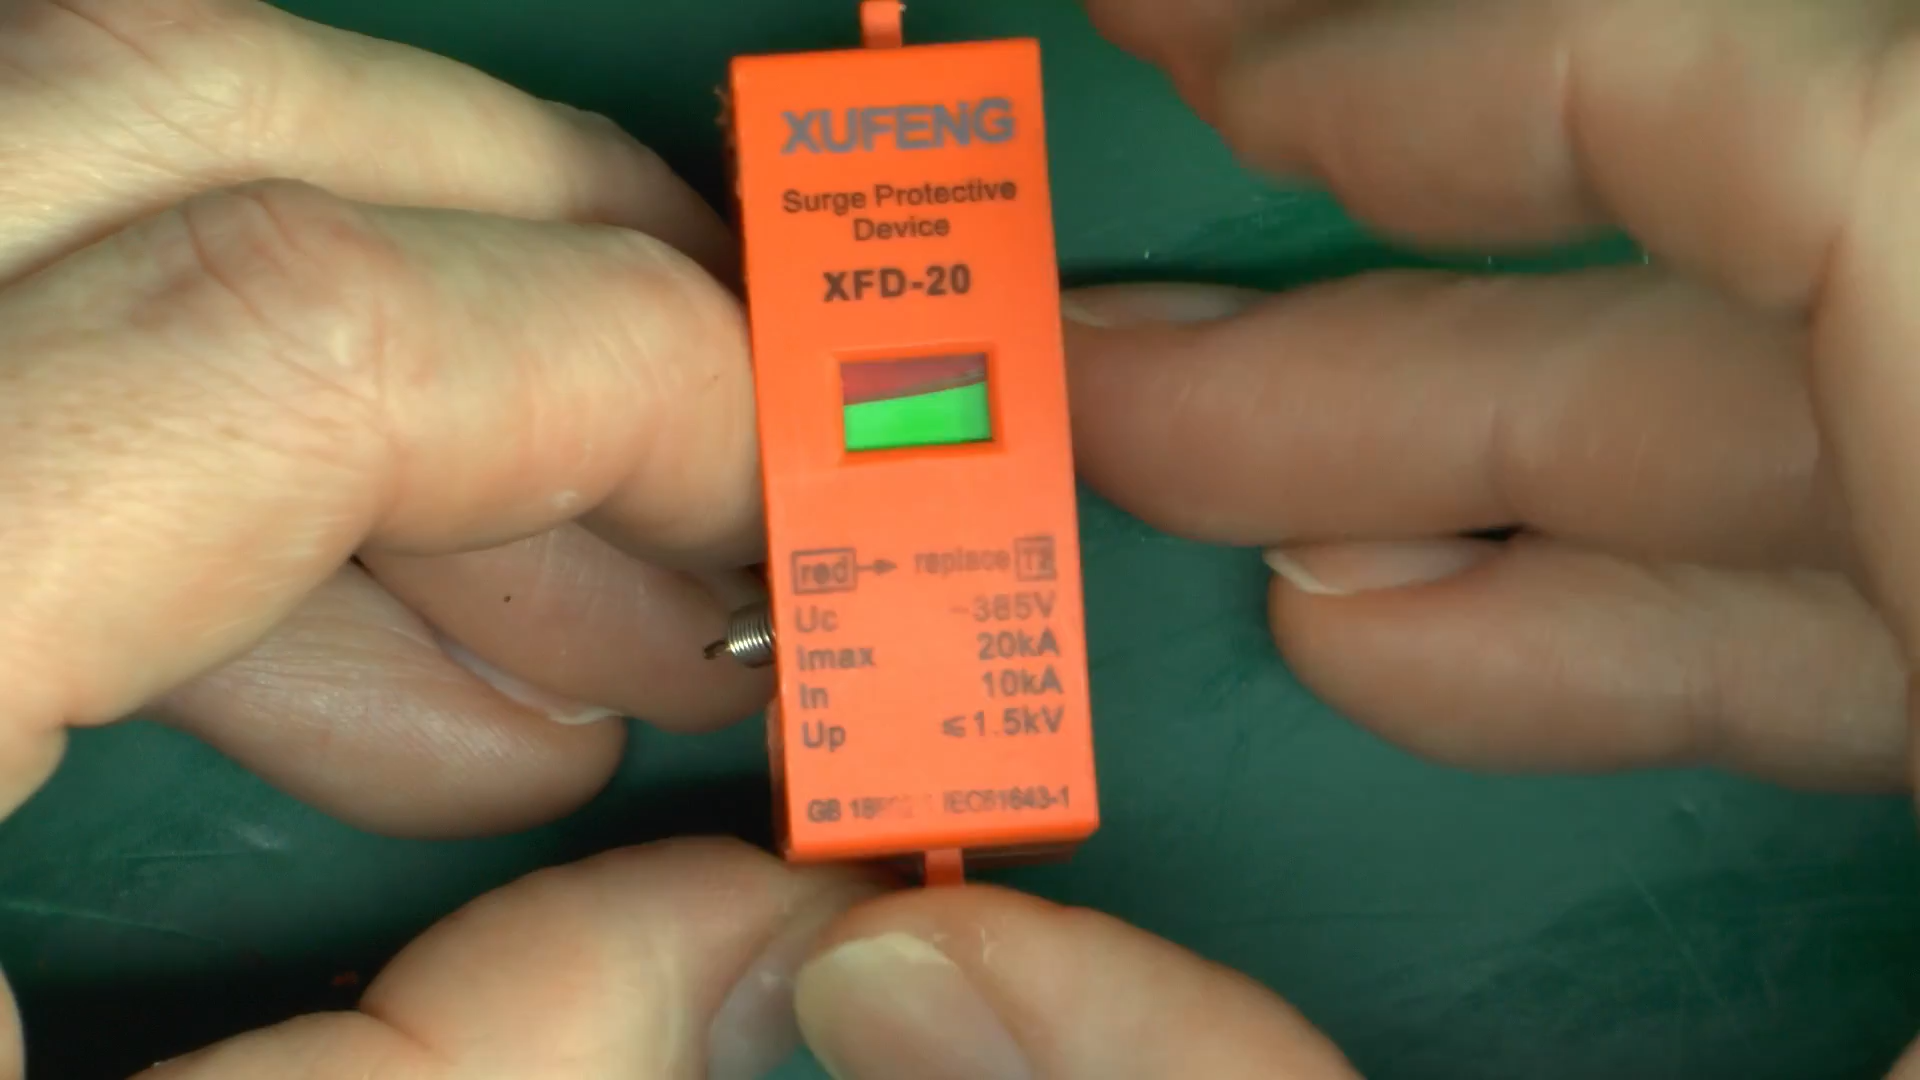 XUFENG
Surge Protective
Device
XFD-20
red replace T2
Uc ~385V
Imax 20kA
In 10kA
Up ≤1.5kV
GB IEC61643-1